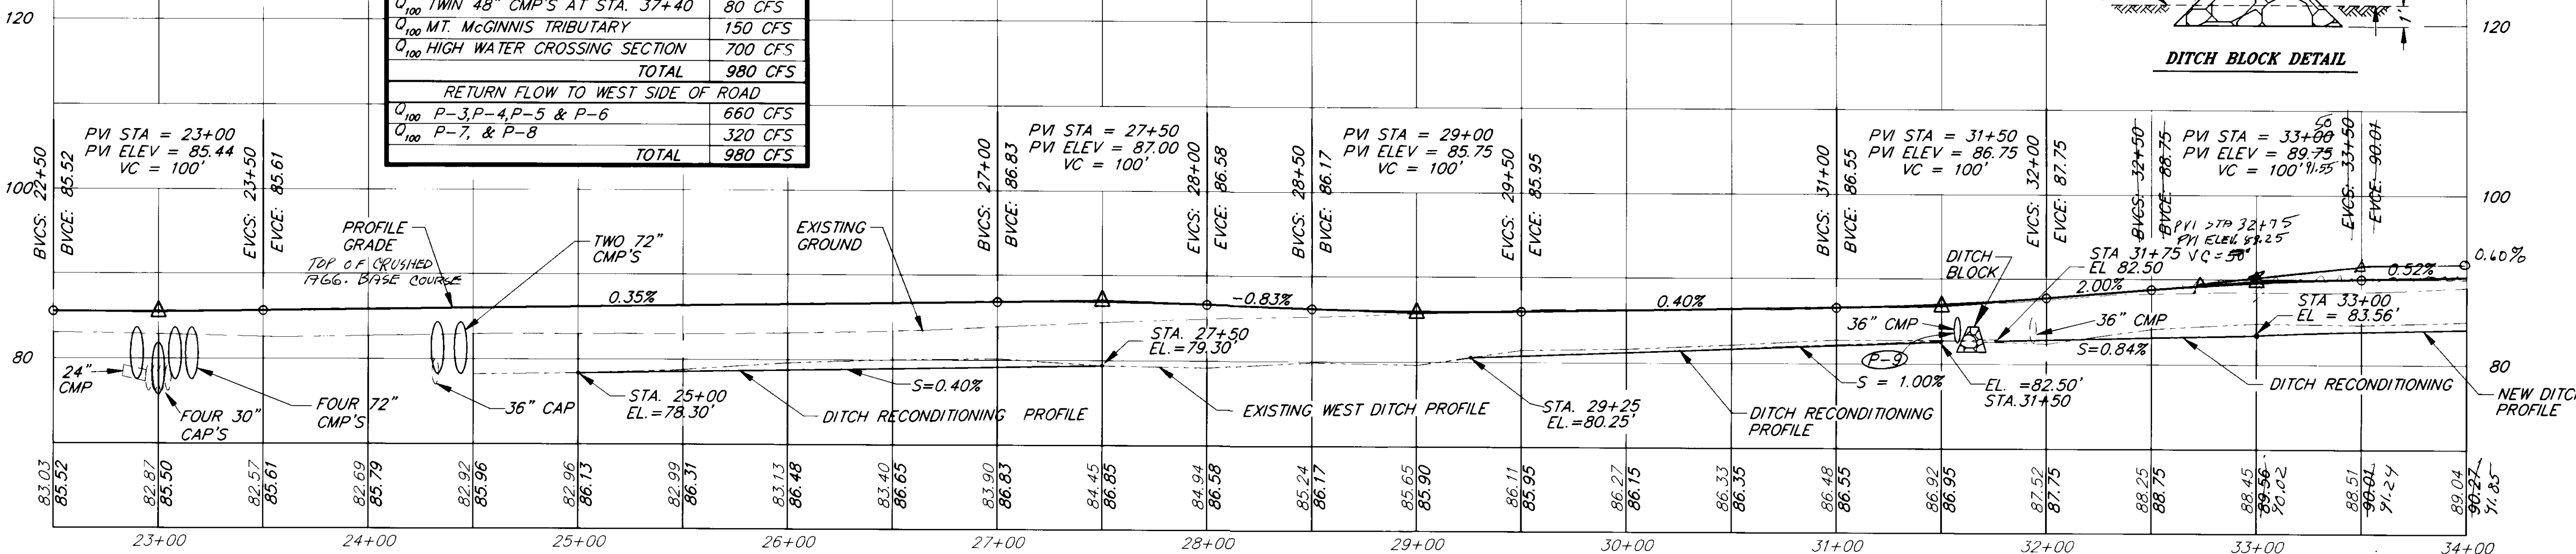 120
Q100 TWIN 48" CMP'S AT STA. 37+40 80 CFS
Q100 MT. McGINNIS TRIBUTARY 150 CFS
Q100 HIGH WATER CROSSING SECTION 700 CFS
TOTAL 980 CFS
RETURN FLOW TO WEST SIDE OF ROAD
Q100 P-3,P-4,P-5 & P-6 660 CFS
Q100 P-7, & P-8 320 CFS
TOTAL 980 CFS
1'
120
DITCH BLOCK DETAIL
BVCS: 22+50
BVCE: 85.52
PVI STA = 23+00
PVI ELEV = 85.44
VC = 100'
EVCS: 23+50
EVCE: 85.61
BVCS: 27+00
BVCE: 86.83
PVI STA = 27+50
PVI ELEV = 87.00
VC = 100'
EVCS: 28+00
EVCE: 86.58
BVCS: 28+50
BVCE: 86.17
PVI STA = 29+00
PVI ELEV = 85.75
VC = 100'
EVCS: 29+50
EVCE: 85.95
BVCS: 31+00
BVCE: 86.55
PVI STA = 31+50
PVI ELEV = 86.75
VC = 100'
EVCS: 32+00
EVCE: 87.75
BVCS: 32+50
BVCE: 88.75
50
PVI STA = 33+00
PVI ELEV = 89.75
VC = 100' 91.55
EVCS: 33+50
EVCE: 90.01
100
100
PROFILE
GRADE
TOP OF CRUSHED
AGG. BASE COURSE
TWO 72"
CMP'S
EXISTING
GROUND
DITCH
BLOCK
PVI STA 32+75
PVI ELEV. 89.25
VC = 50'
STA 31+75
EL 82.50
0.35%
-0.83%
0.40%
2.00%
0.52%
0.60%
STA 33+00
EL = 83.56'
36" CMP
36" CMP
STA. 27+50
EL.=79.30'
80
80
24"
CMP
FOUR 30"
CAP'S
FOUR 72"
CMP'S
36" CAP
STA. 25+00
EL.=78.30'
S=0.40%
DITCH RECONDITIONING PROFILE
EXISTING WEST DITCH PROFILE
STA. 29+25
EL.=80.25'
DITCH RECONDITIONING
PROFILE
P-9
S = 1.00%
EL. =82.50'
STA.31+50
S=0.84%
DITCH RECONDITIONING
NEW DITC
PROFILE
83.03
85.52
82.87
85.50
82.57
85.61
82.69
85.79
82.92
85.96
82.96
86.13
82.99
86.31
83.13
86.48
83.40
86.65
83.90
86.83
84.45
86.85
84.94
86.58
85.24
86.17
85.65
85.90
86.11
85.95
86.27
86.15
86.33
86.35
86.48
86.55
86.92
86.95
87.52
87.75
88.25
88.75
88.45
89.56
90.02
88.51
90.01
91.24
89.04
90.27
91.85
23+00
24+00
25+00
26+00
27+00
28+00
29+00
30+00
31+00
32+00
33+00
34+00